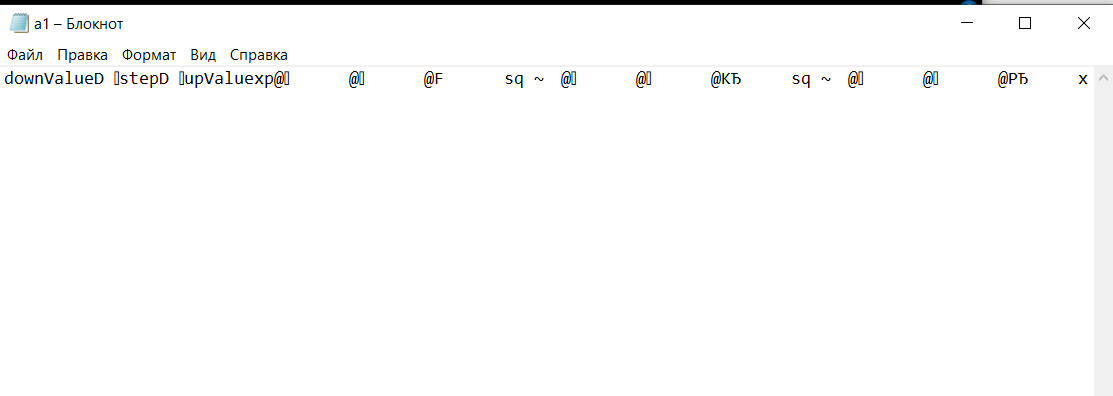 a1 – Блокнот
Файл Правка Формат Вид Справка
downValueD ▯stepD ▯upValuexp@▯ @▯ @F sq ~ @▯ @▯ @KЂ sq ~ @▯ @▯ @PЂ x